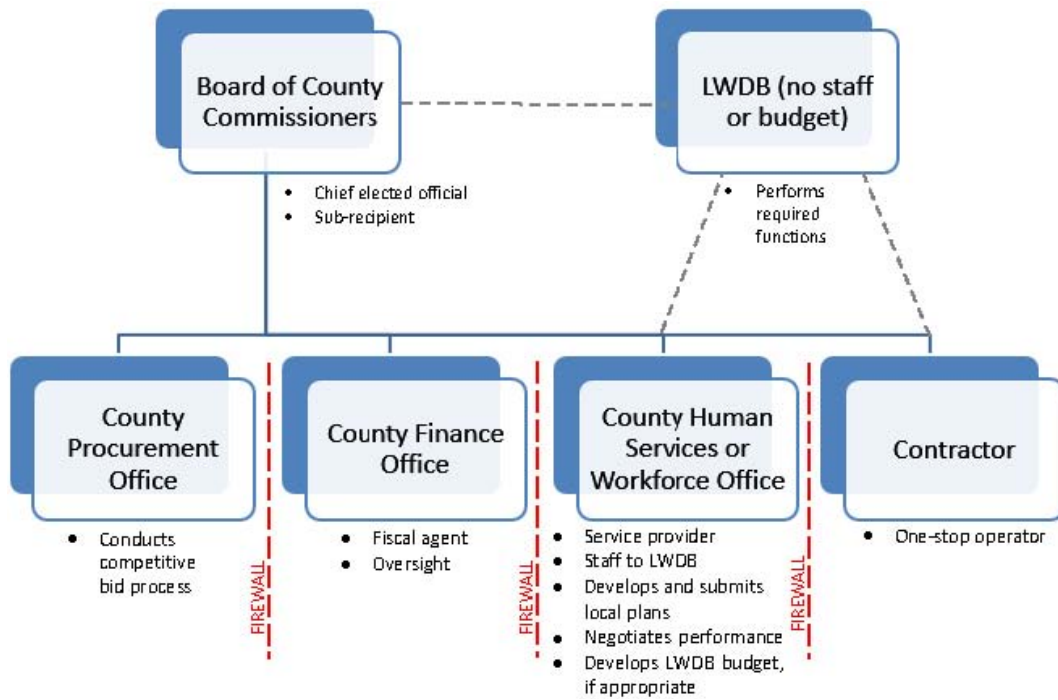 Board of County
Commissioners
LWDB (no staff
or budget)
• Chief elected official
• Sub-recipient
• Performs
required
functions
County
Procurement
Office
County Finance
Office
County Human
Services or
Workforce Office
Contractor
• Conducts
competitive
bid process
FIREWALL
• Fiscal agent
• Oversight
FIREWALL
• Service provider
• Staff to LWDB
• Develops and submits
local plans
• Negotiates performance
• Develops LWDB budget,
if appropriate
FIREWALL
• One-stop operator